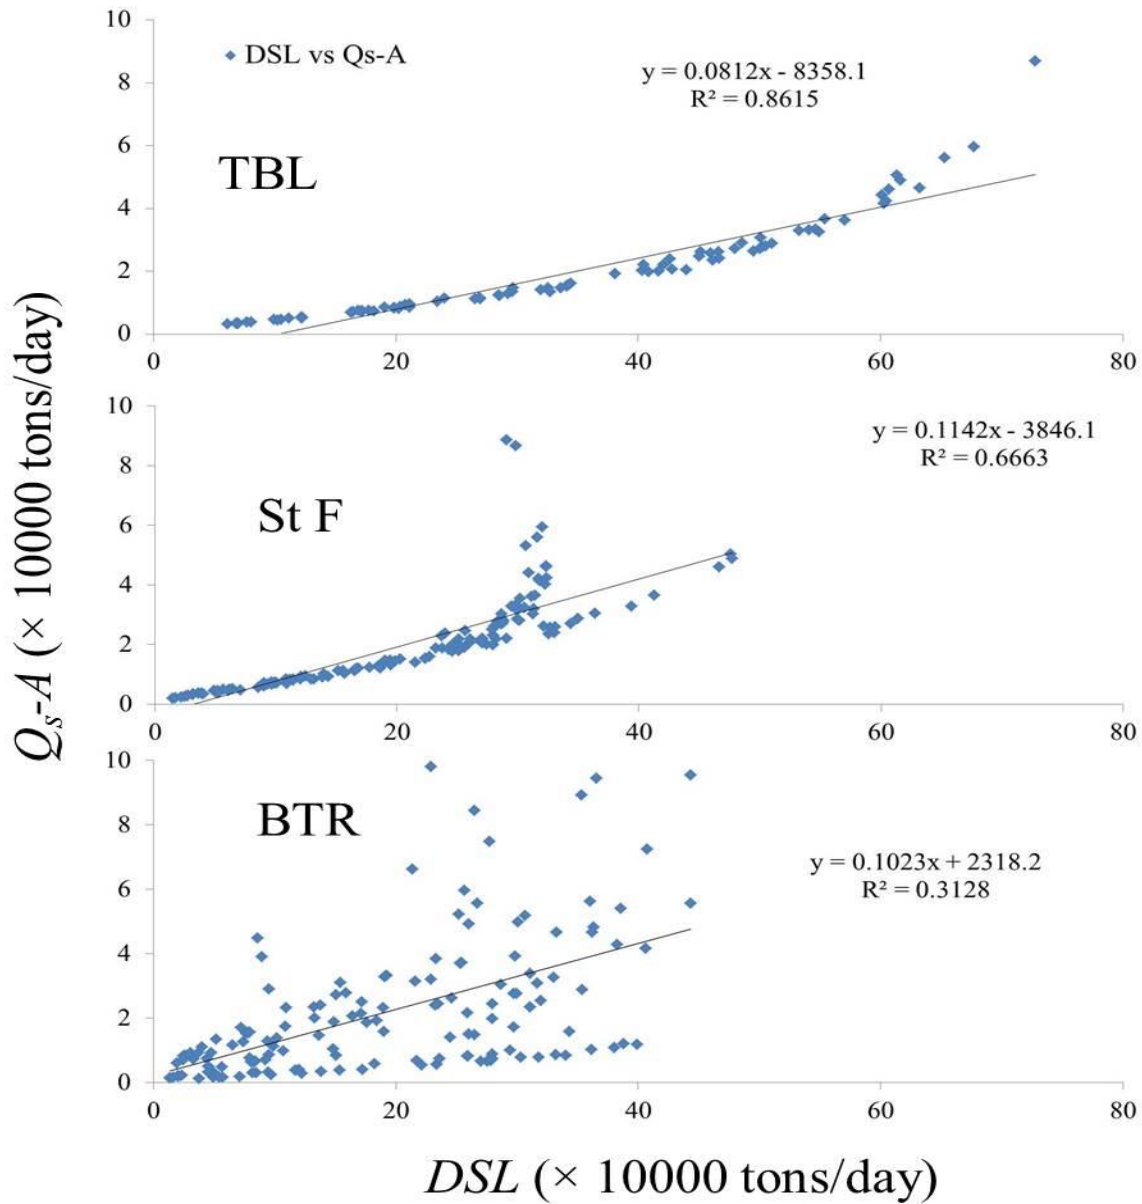 10
8
6
4
2
0
DSL vs Qs-A
y = 0.0812x - 8358.1
R² = 0.8615
TBL
0 20 40 60 80
10
8
6
4
2
0
y = 0.1142x - 3846.1
R² = 0.6663
St F
0 20 40 60 80
10
8
6
4
2
0
BTR
y = 0.1023x + 2318.2
R² = 0.3128
0 20 40 60 80
Qs-A (× 10000 tons/day)
DSL (× 10000 tons/day)